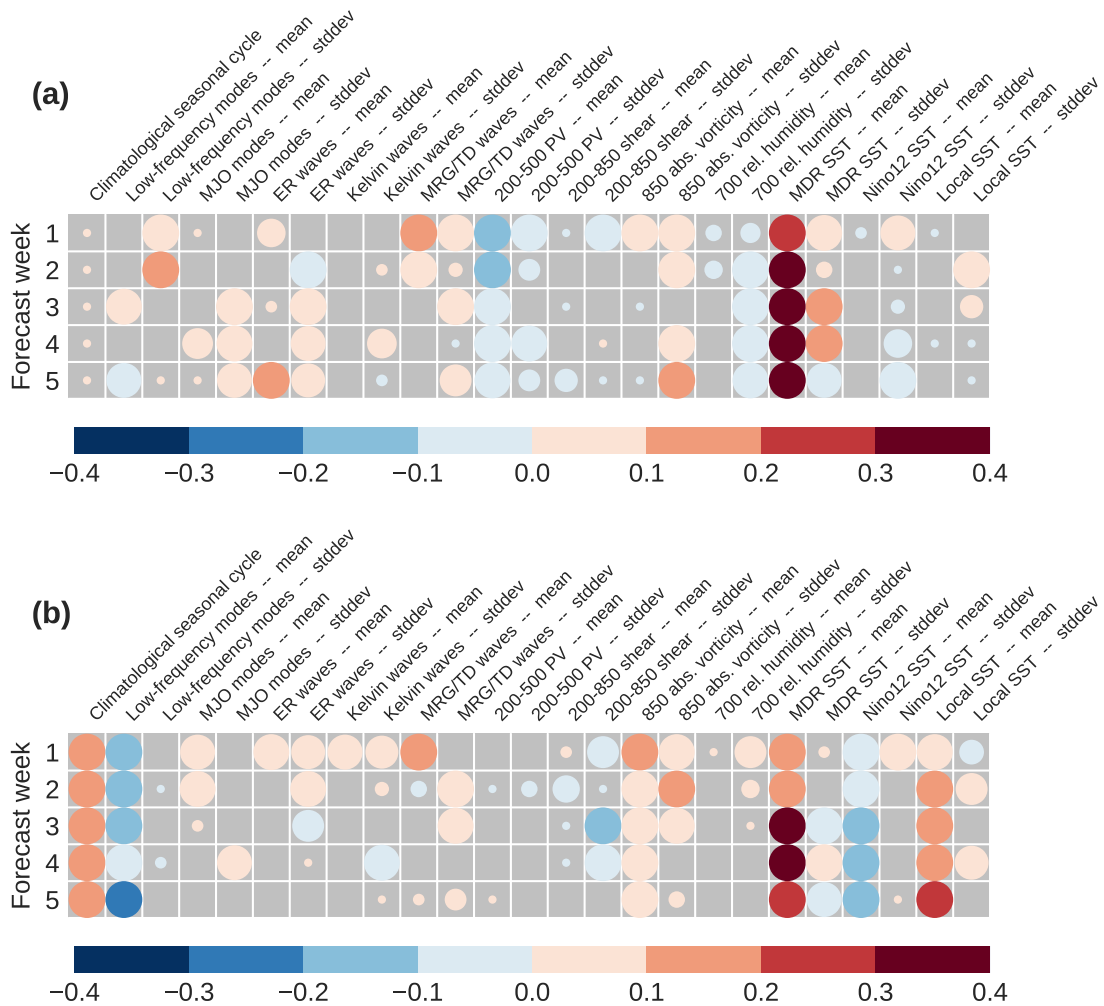 (a)
Climatological seasonal cycle
Low-frequency modes -- mean
Low-frequency modes -- stddev
MJO modes -- mean
MJO modes -- stddev
ER waves -- mean
ER waves -- stddev
Kelvin waves -- mean
Kelvin waves -- stddev
MRG/TD waves -- mean
MRG/TD waves -- stddev
200-500 PV -- mean
200-500 PV -- stddev
200-850 shear -- mean
200-850 shear -- stddev
850 abs. vorticity -- mean
850 abs. vorticity -- stddev
700 rel. humidity -- mean
700 rel. humidity -- stddev
MDR SST -- mean
MDR SST -- stddev
Nino12 SST -- mean
Nino12 SST -- stddev
Local SST -- mean
Local SST -- stddev
Forecast week
1
2
3
4
5
−0.4 −0.3 −0.2 −0.1 0.0 0.1 0.2 0.3 0.4
(b)
Climatological seasonal cycle
Low-frequency modes -- mean
Low-frequency modes -- stddev
MJO modes -- mean
MJO modes -- stddev
ER waves -- mean
ER waves -- stddev
Kelvin waves -- mean
Kelvin waves -- stddev
MRG/TD waves -- mean
MRG/TD waves -- stddev
200-500 PV -- mean
200-500 PV -- stddev
200-850 shear -- mean
200-850 shear -- stddev
850 abs. vorticity -- mean
850 abs. vorticity -- stddev
700 rel. humidity -- mean
700 rel. humidity -- stddev
MDR SST -- mean
MDR SST -- stddev
Nino12 SST -- mean
Nino12 SST -- stddev
Local SST -- mean
Local SST -- stddev
Forecast week
1
2
3
4
5
−0.4 −0.3 −0.2 −0.1 0.0 0.1 0.2 0.3 0.4